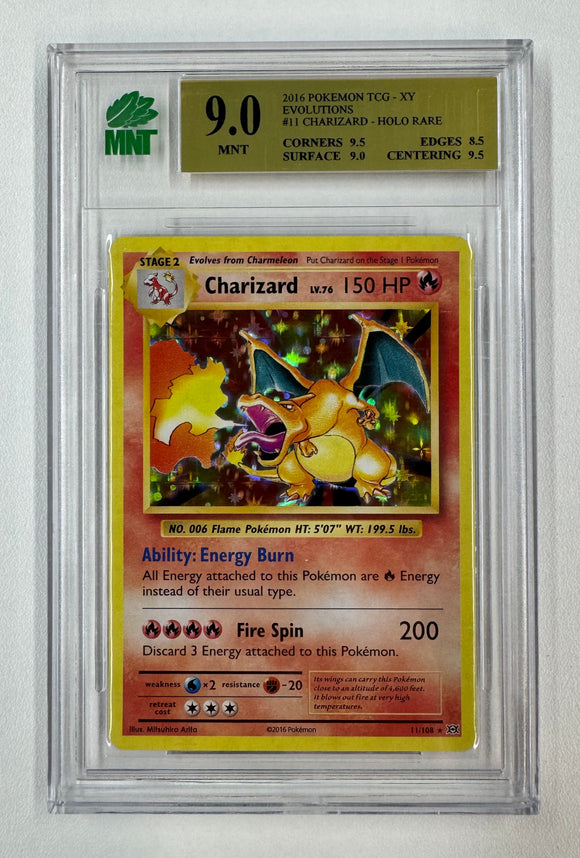 MNT
9.0
MNT
2016 POKEMON TCG - XY
EVOLUTIONS
#11 CHARIZARD - HOLO RARE
CORNERS 9.5 EDGES 8.5
SURFACE 9.0 CENTERING 9.5
STAGE 2 Evolves from Charmeleon Put Charizard on the Stage 1 Pokémon
Charizard LV.76 150 HP
NO. 006 Flame Pokémon HT: 5'07" WT: 199.5 lbs.
Ability: Energy Burn
All Energy attached to this Pokémon are Energy
instead of their usual type.
Fire Spin 200
Discard 3 Energy attached to this Pokémon.
weakness ×2 resistance -20
retreat
cost
Its wings can carry this Pokémon
close to an altitude of 4,600 feet.
It blows out fire at very high
temperatures.
Illus. Mitsuhiro Arita ©2016 Pokémon 11/108 ★